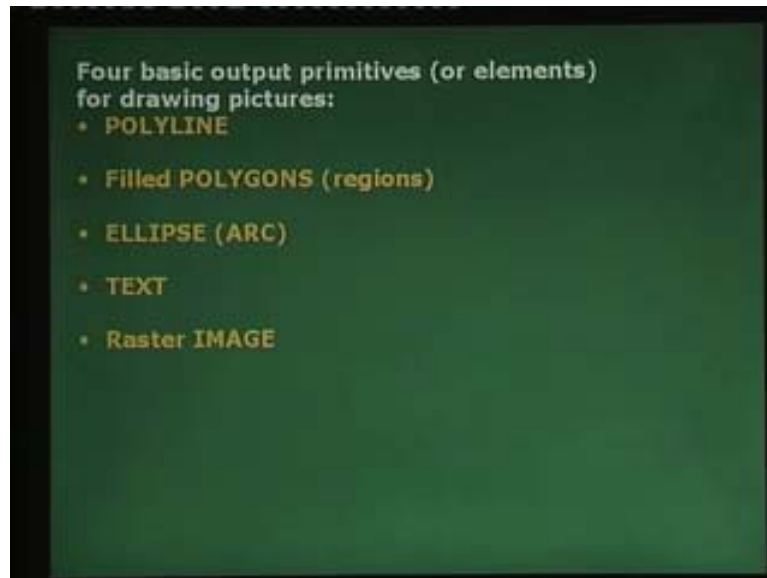 Four basic output primitives (or elements)
for drawing pictures:
• POLYLINE
• Filled POLYGONS (regions)
• ELLIPSE (ARC)
• TEXT
• Raster IMAGE